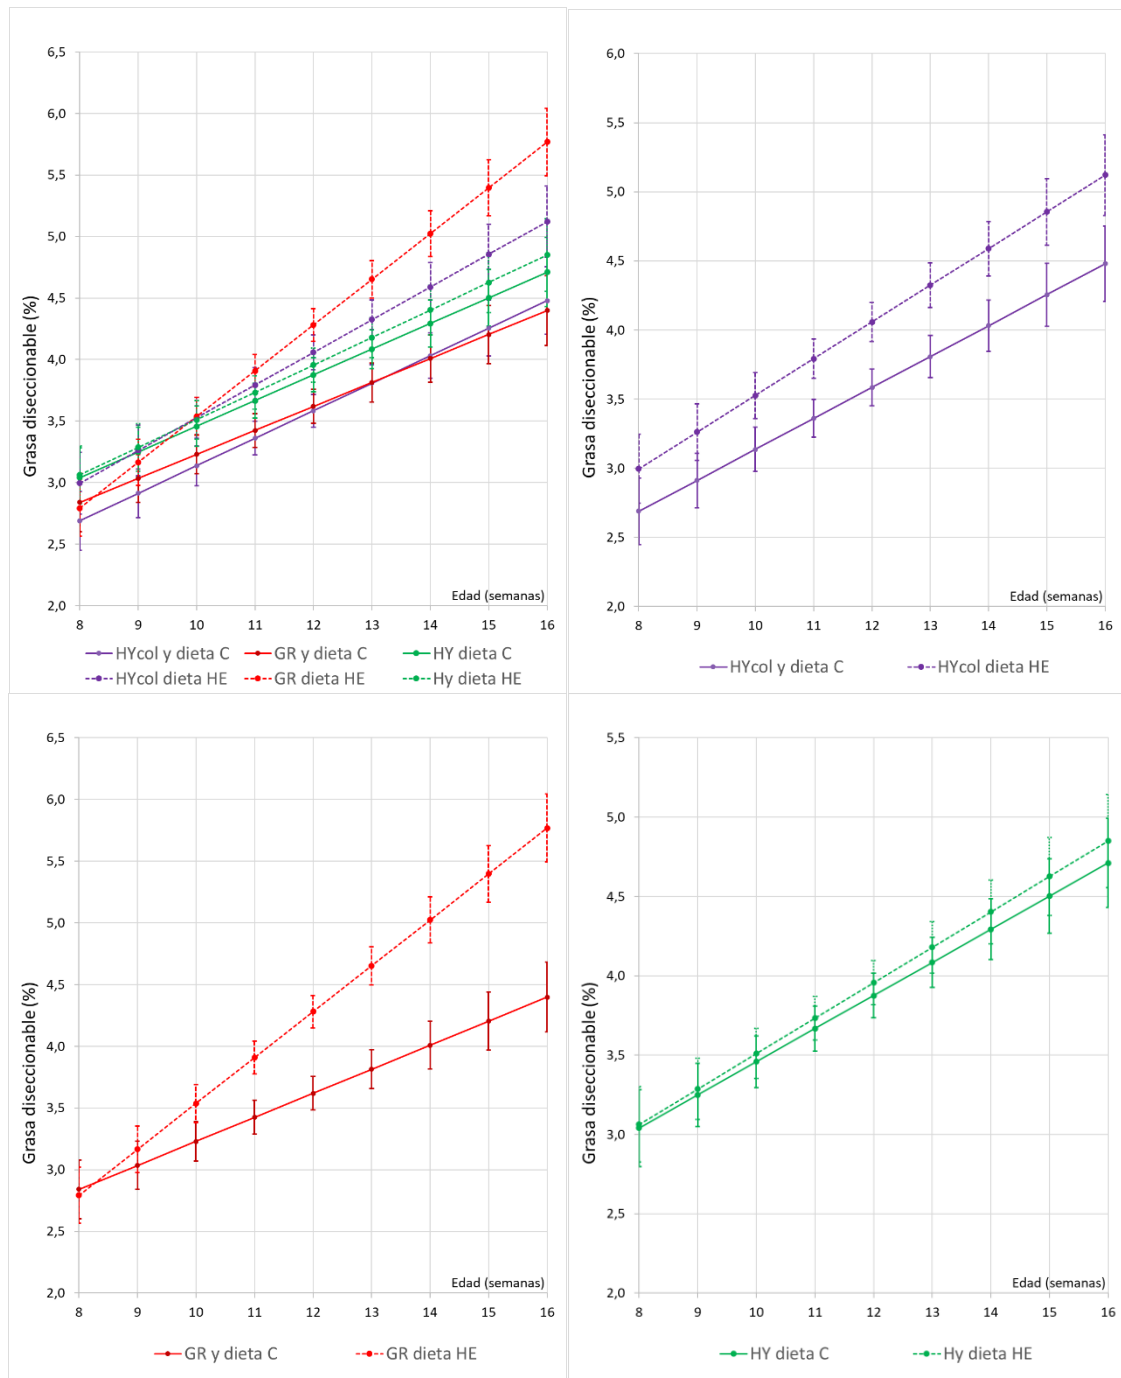 6,5
6,0
5,5
5,0
4,5
4,0
3,5
3,0
2,5
2,0
Grasa diseccionable (%)
Edad (semanas)
8 9 10 11 12 13 14 15 16
HYcol y dieta C GR y dieta C HY dieta C
HYcol dieta HE GR dieta HE Hy dieta HE
6,0
5,5
5,0
4,5
4,0
3,5
3,0
2,5
2,0
Grasa diseccionable (%)
Edad (semanas)
8 9 10 11 12 13 14 15 16
HYcol y dieta C HYcol dieta HE
6,5
6,0
5,5
5,0
4,5
4,0
3,5
3,0
2,5
2,0
Grasa diseccionable (%)
Edad (semanas)
8 9 10 11 12 13 14 15 16
GR y dieta C GR dieta HE
5,5
5,0
4,5
4,0
3,5
3,0
2,5
2,0
Grasa diseccionable (%)
Edad (semanas)
8 9 10 11 12 13 14 15 16
HY dieta C Hy dieta HE